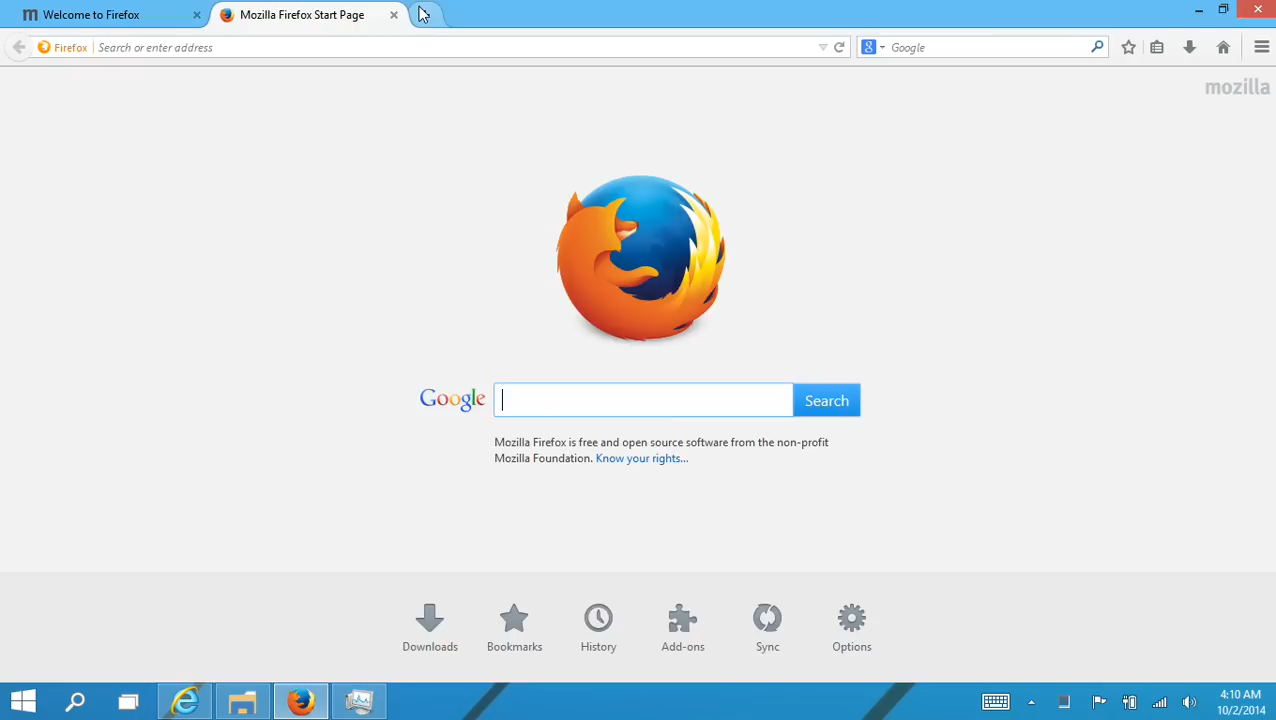 Welcome to Firefox
Mozilla Firefox Start Page
Firefox
Search or enter address
Google
mozilla
Google
Search
Mozilla Firefox is free and open source software from the non-profit
Mozilla Foundation. Know your rights...
Downloads
Bookmarks
History
Add-ons
Sync
Options
4:10 AM
10/2/2014